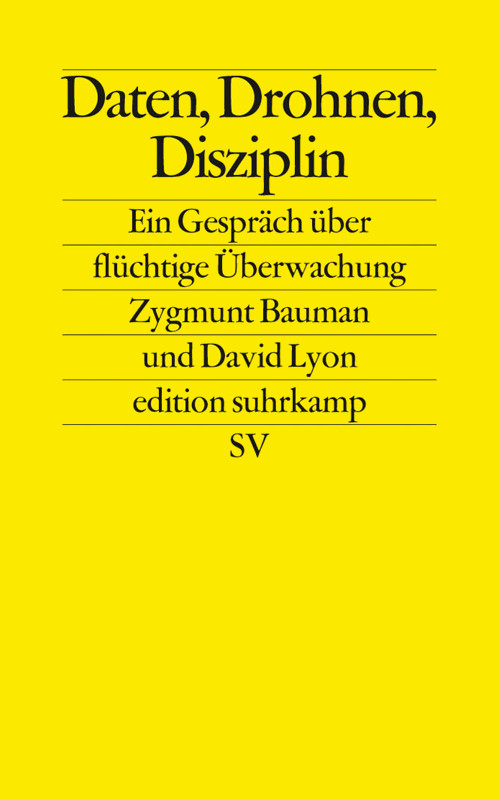 Daten, Drohnen,
Disziplin
Ein Gespräch über
flüchtige Überwachung
Zygmunt Bauman
und David Lyon
edition suhrkamp
SV